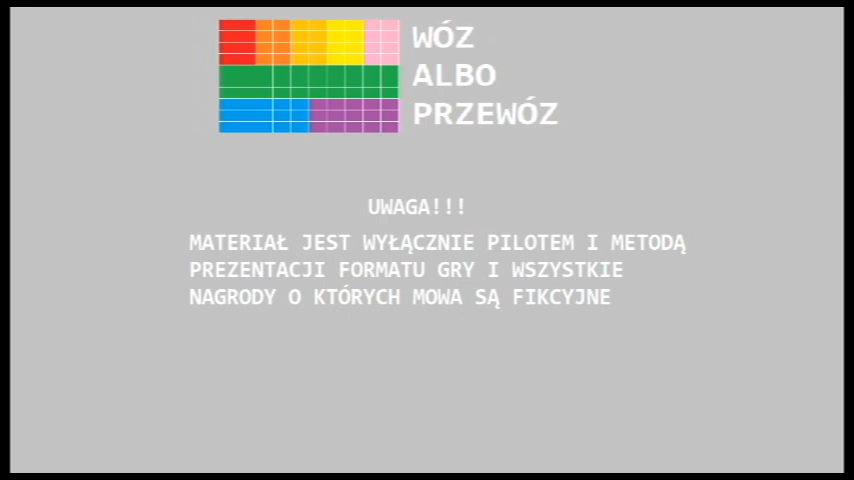 WÓZ
ALBO
PRZEWÓZ
UWAGA!!!
MATERIAŁ JEST WYŁĄCZNIE PILOTEM I METODĄ
PREZENTACJI FORMATU GRY I WSZYSTKIE
NAGRODY O KTÓRYCH MOWA SĄ FIKCYJNE